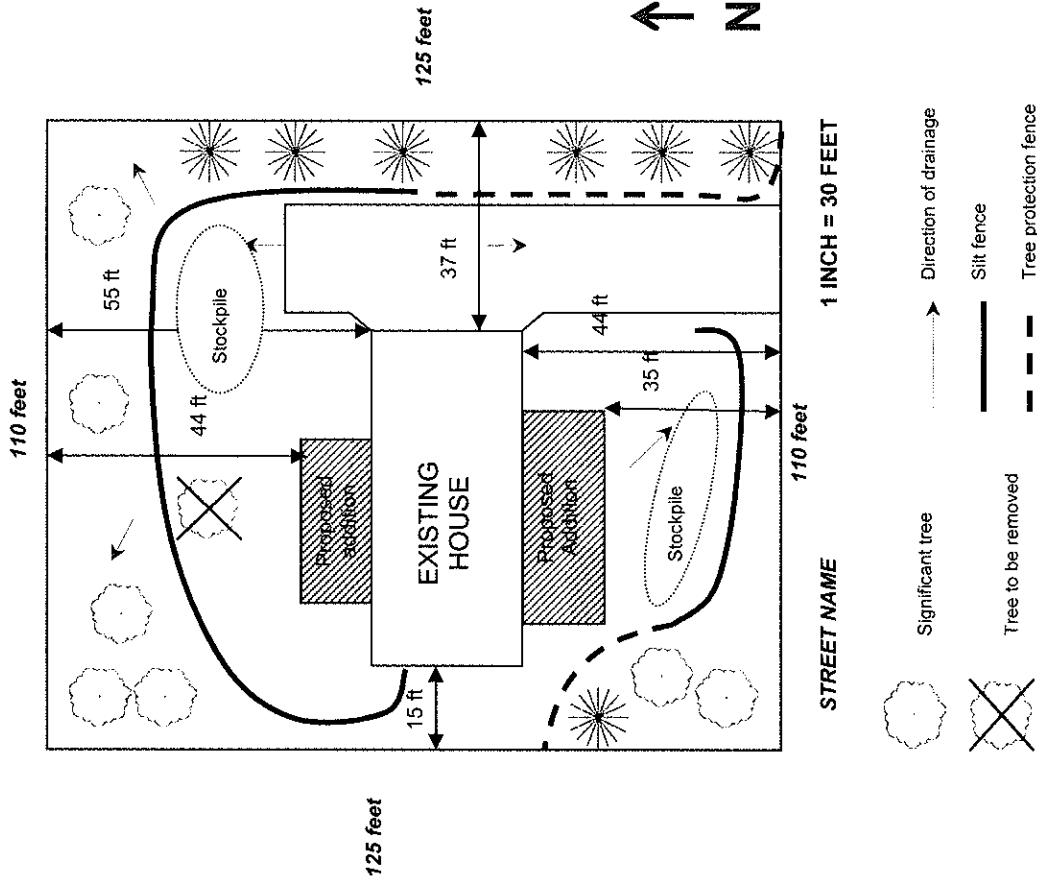 110 feet
125 feet
55 ft
N
44 ft
Stockpile
37 ft
Proposed
addition
EXISTING
HOUSE
44 ft
Proposed
Addition
35 ft
Stockpile
15 ft
125 feet
110 feet
STREET NAME
1 INCH = 30 FEET
Significant tree
Direction of drainage
Silt fence
Tree to be removed
Tree protection fence